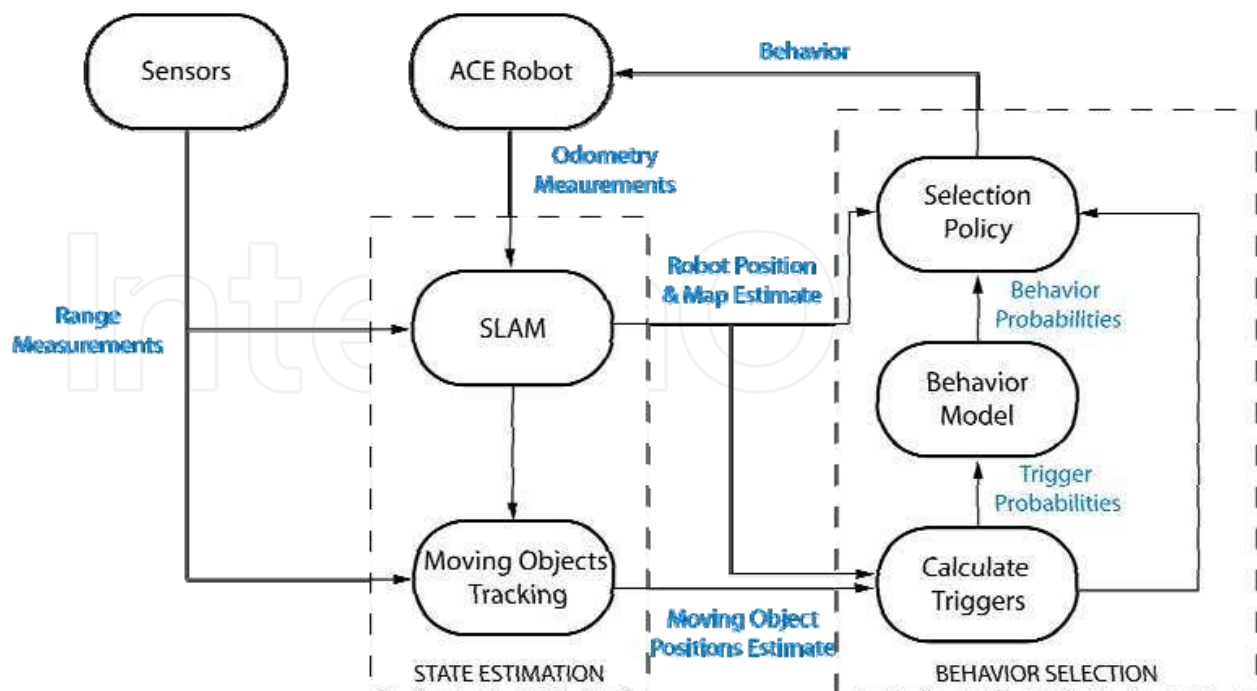 Sensors
ACE Robot
Behavior
Odometry
Meaurements
Selection
Policy
Robot Position
& Map Estimate
Range
Measurements
SLAM
Behavior
Probabilities
Behavior
Model
Trigger
Probabilities
Moving Objects
Tracking
Calculate
Triggers
Moving Object
Positions Estimate
STATE ESTIMATION
BEHAVIOR SELECTION